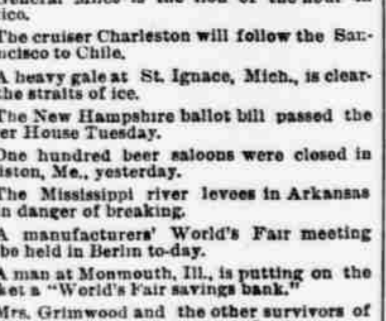 ico.
The cruiser Charleston will follow the San-
ncisco to Chile.
A heavy gale at St. Ignace, Mich., is clear-
the straits of ice.
The New Hampshire ballot bill passed the
er House Tuesday.
One hundred beer saloons were closed in
iston, Me., yesterday.
The Mississippi river levees in Arkansas
in danger of breaking.
A manufacturers' World's Fair meeting
be held in Berlin to-day.
A man at Monmouth, Ill., is putting on the
ket a "World's Fair savings bank."
Mrs. Grimwood and the other survivors of